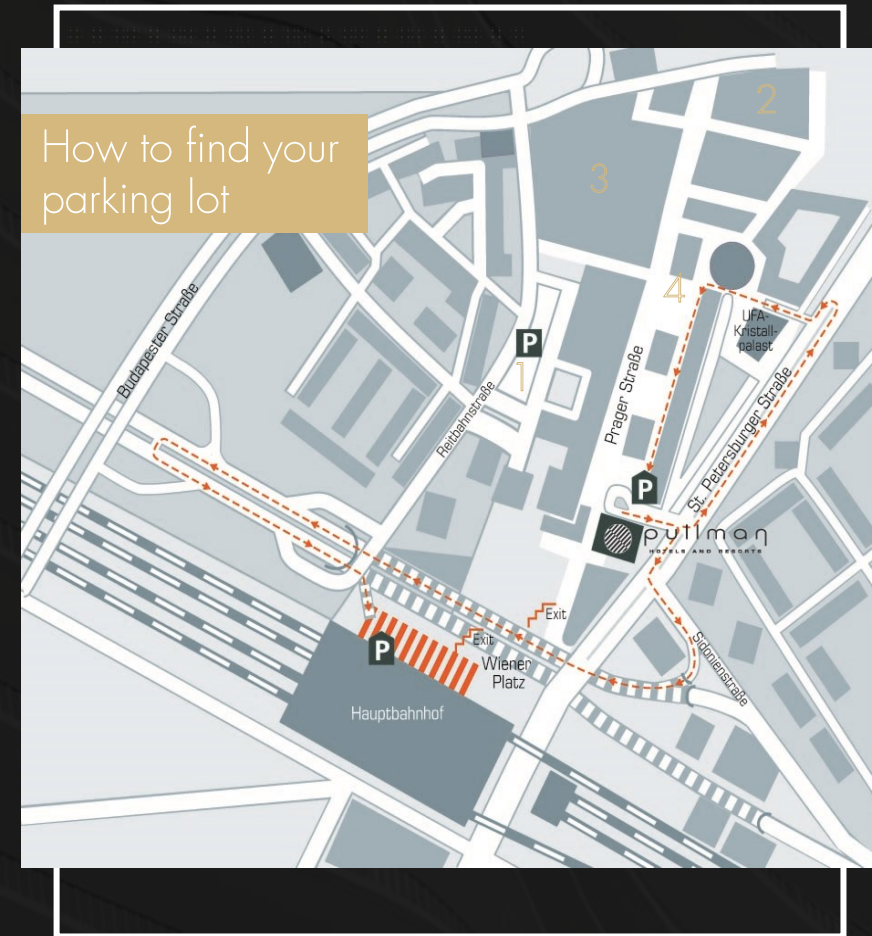 How to find your
parking lot
2
3
4
UFA-
Kristall-
palast
Budapester Straße
P
1
Reitbahnstraße
Prager Straße
St. Petersburger Straße
P
pullman
HOTELS AND RESORTS
Exit
Exit
P
Wiener
Platz
Sidonienstraße
Hauptbahnhof